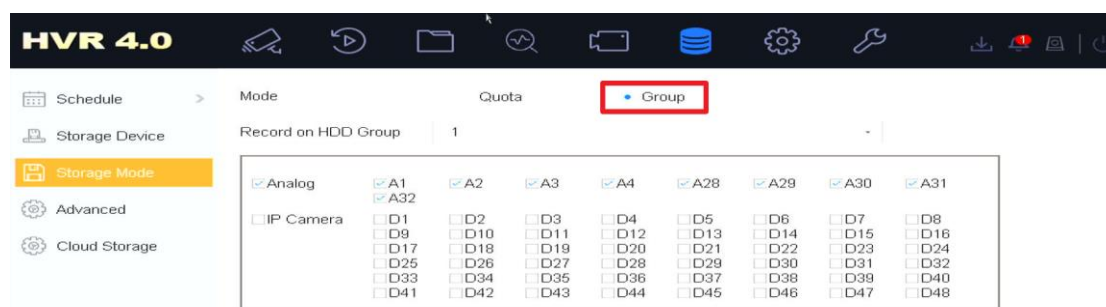 HVR 4.0
1
Schedule >
Storage Device
Storage Mode
Advanced
Cloud Storage
Mode Quota Group
Record on HDD Group 1
Analog A1 A2 A3 A4 A28 A29 A30 A31
A32
IP Camera D1 D2 D3 D4 D5 D6 D7 D8
D9 D10 D11 D12 D13 D14 D15 D16
D17 D18 D19 D20 D21 D22 D23 D24
D25 D26 D27 D28 D29 D30 D31 D32
D33 D34 D35 D36 D37 D38 D39 D40
D41 D42 D43 D44 D45 D46 D47 D48